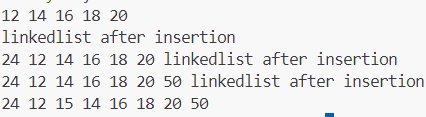 12 14 16 18 20
linkedlist after insertion
24 12 14 16 18 20 linkedlist after insertion
24 12 14 16 18 20 50 linkedlist after insertion
24 12 15 14 16 18 20 50